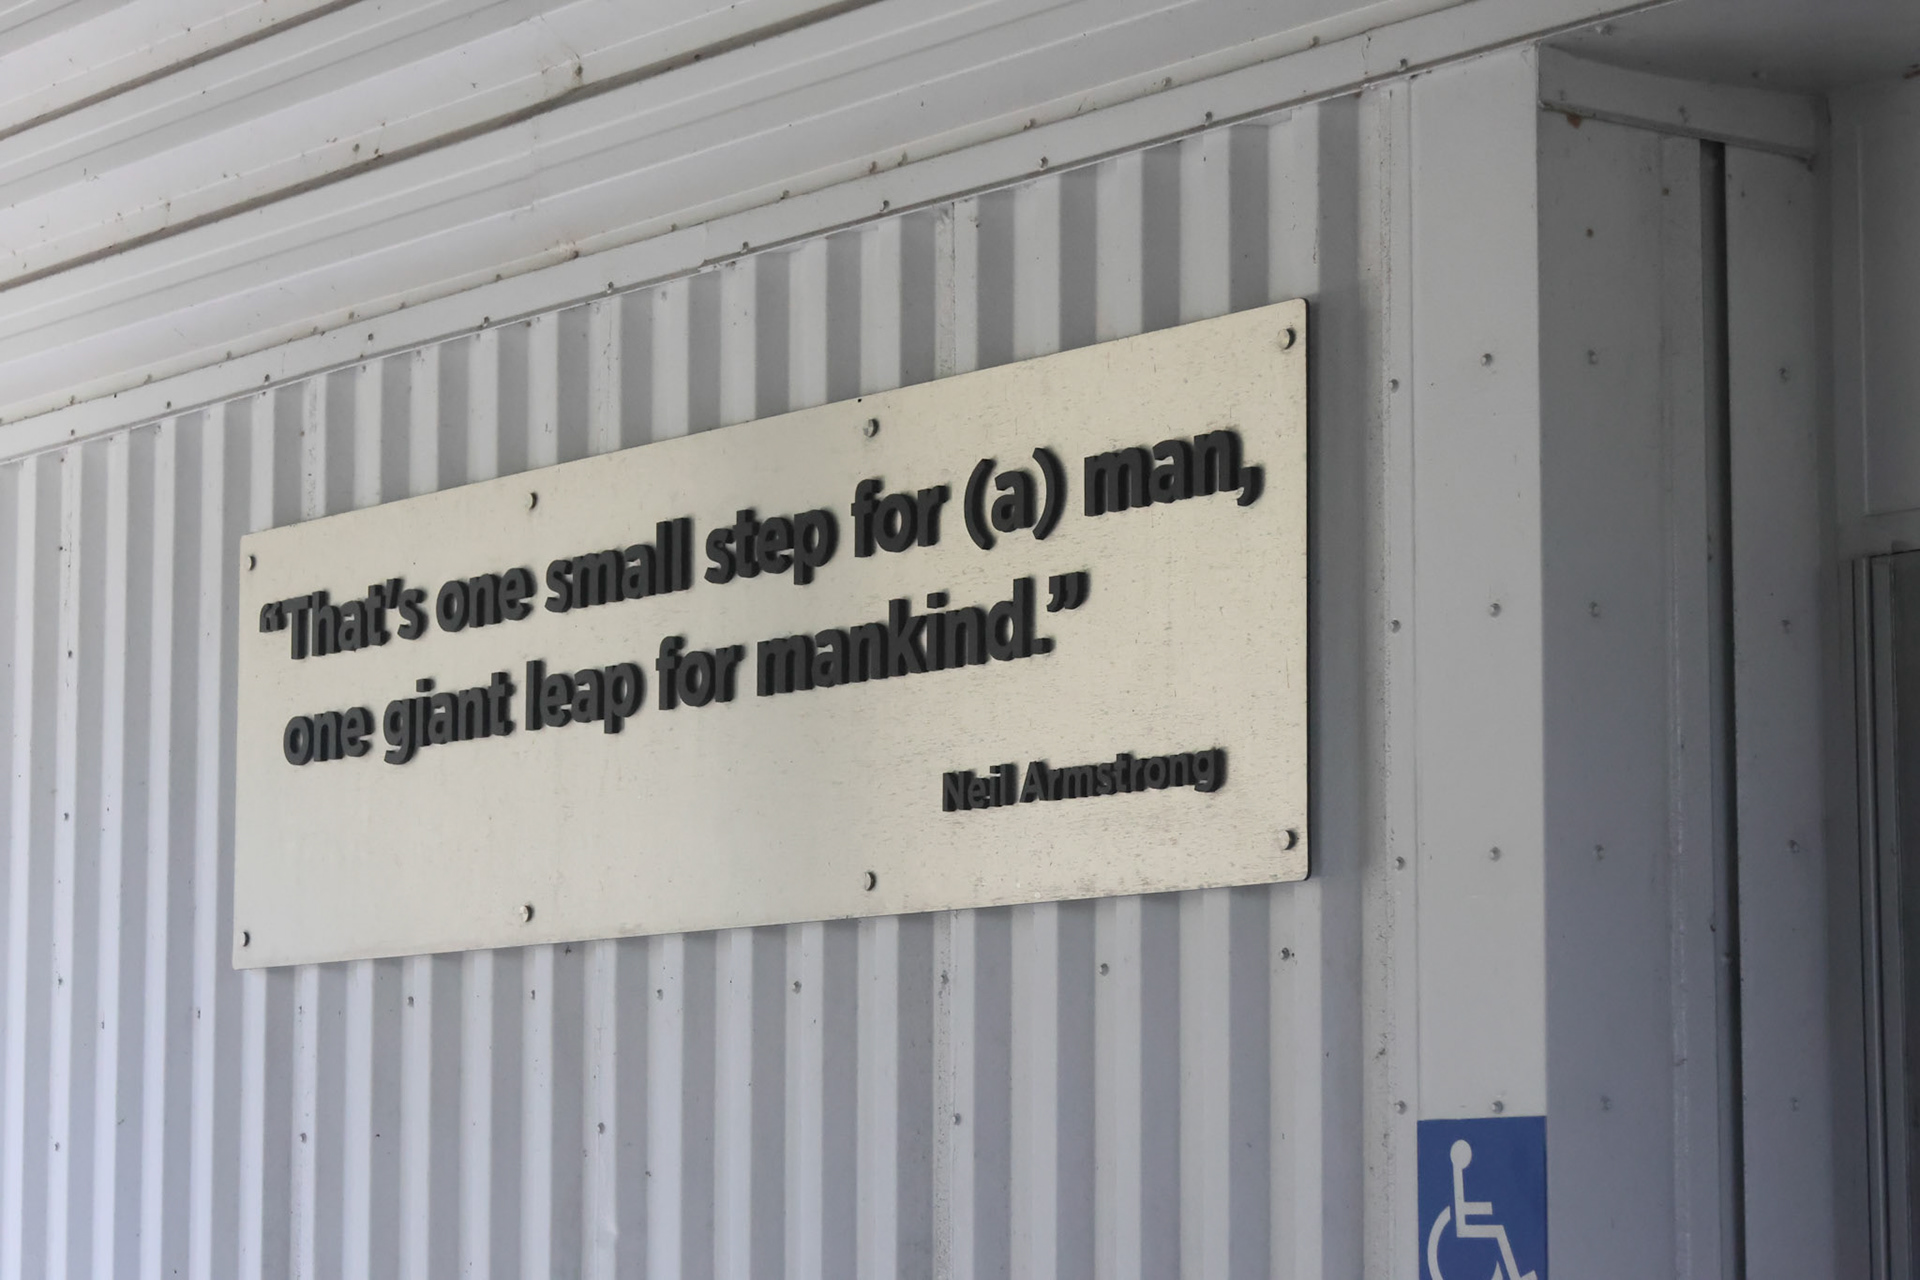 “That’s one small step for (a) man,
one giant leap for mankind.”
Neil Armstrong